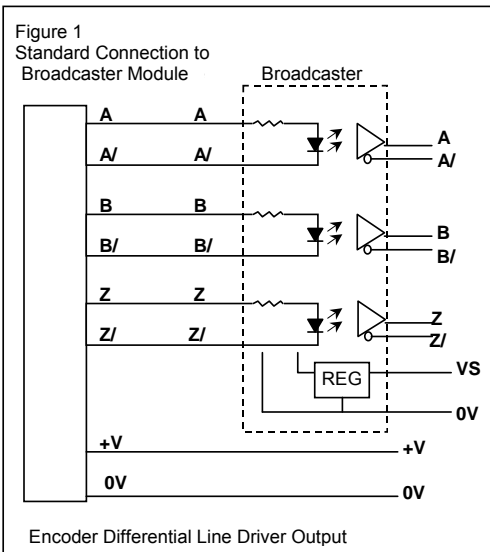 Figure 1
Standard Connection to
Broadcaster Module
Broadcaster
A A
A
A/ A/
A/
B B
B
B/ B/
B/
Z Z
Z
Z/ Z/
Z/
VS
REG
0V
+V +V
0V 0V
Encoder Differential Line Driver Output